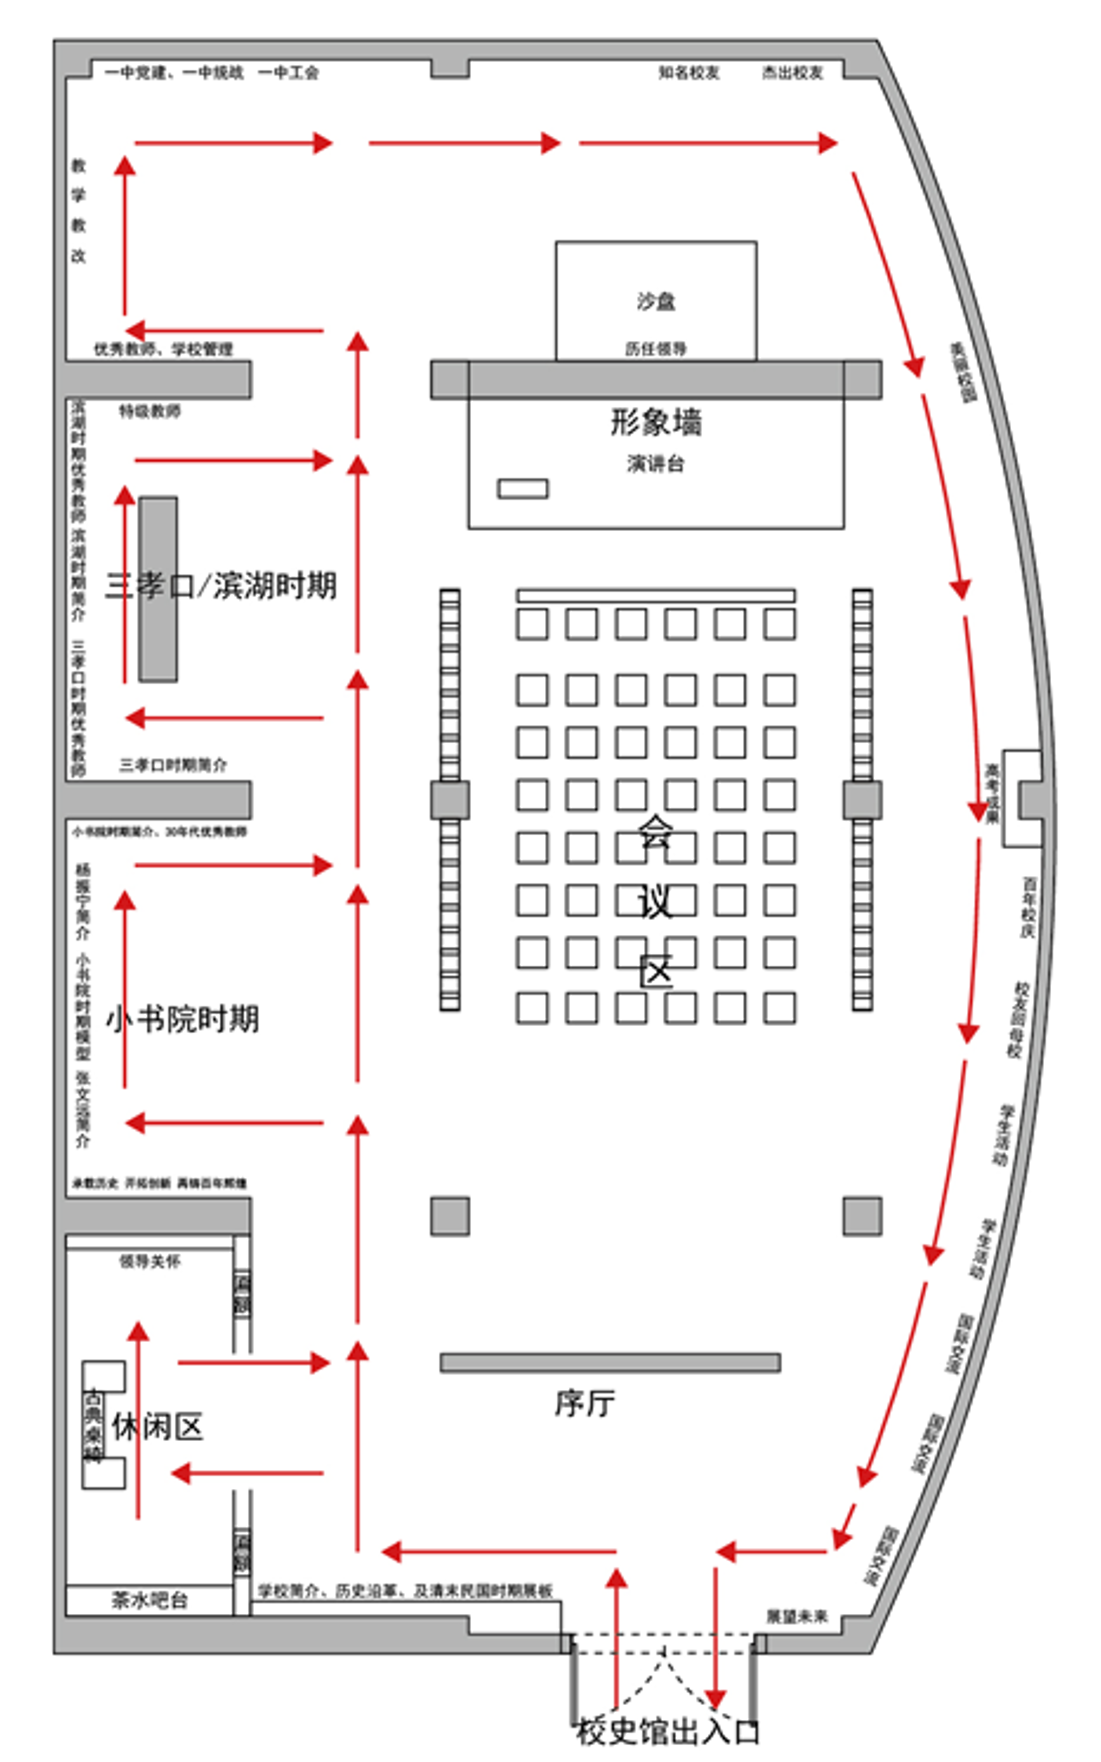 一中党建、一中统战 一中工会
知名校友
杰出校友
教学教改
沙盘
历任领导
优秀教师、学校管理
美丽校园
滨湖时期优秀教师
特级教师
形象墙
演讲台
滨湖时期简介
三孝口/滨湖时期
三孝口时期优秀教师
三孝口时期简介
高考成果
小书院时期简介、30年代优秀教师
会议区
杨振宁简介
百年校庆
小书院时期模型
校友回母校
小书院时期
张文远简介
学生活动
承载历史 开拓创新 再铸百年辉煌
学生活动
领导关怀
国际交流
古典桌椅
休闲区
序厅
国际交流
国际交流
茶水吧台
学校简介、历史沿革、及清末民国时期展板
展望未来
校史馆出入口